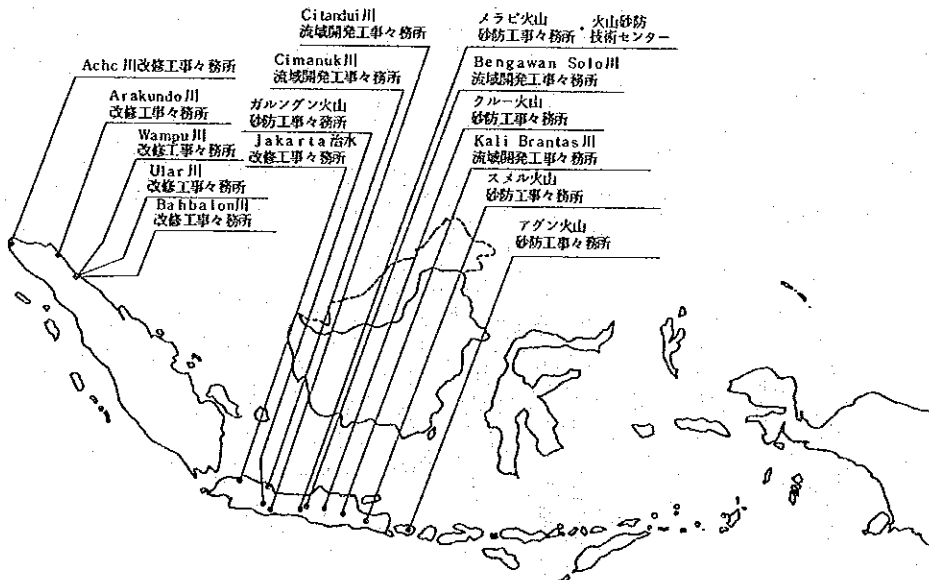 Ache川改修工事々務所
Arakundo川
改修工事々務所
Wampu川
改修工事々務所
Ular川
改修工事々務所
Bahbalon川
改修工事々務所
Citandui川
流域開発工事々務所
Cimanuk川
流域開発工事々務所
ガルングン火山
砂防工事々務所
Jakarta治水
改修工事々務所
メラピ火山
砂防工事々務所・火山砂防
技術センター
Bengawan Solo川
流域開発工事々務所
クルー火山
砂防工事々務所
Kali Brantas川
流域開発工事々務所
スメル火山
砂防工事々務所
アグン火山
砂防工事々務所